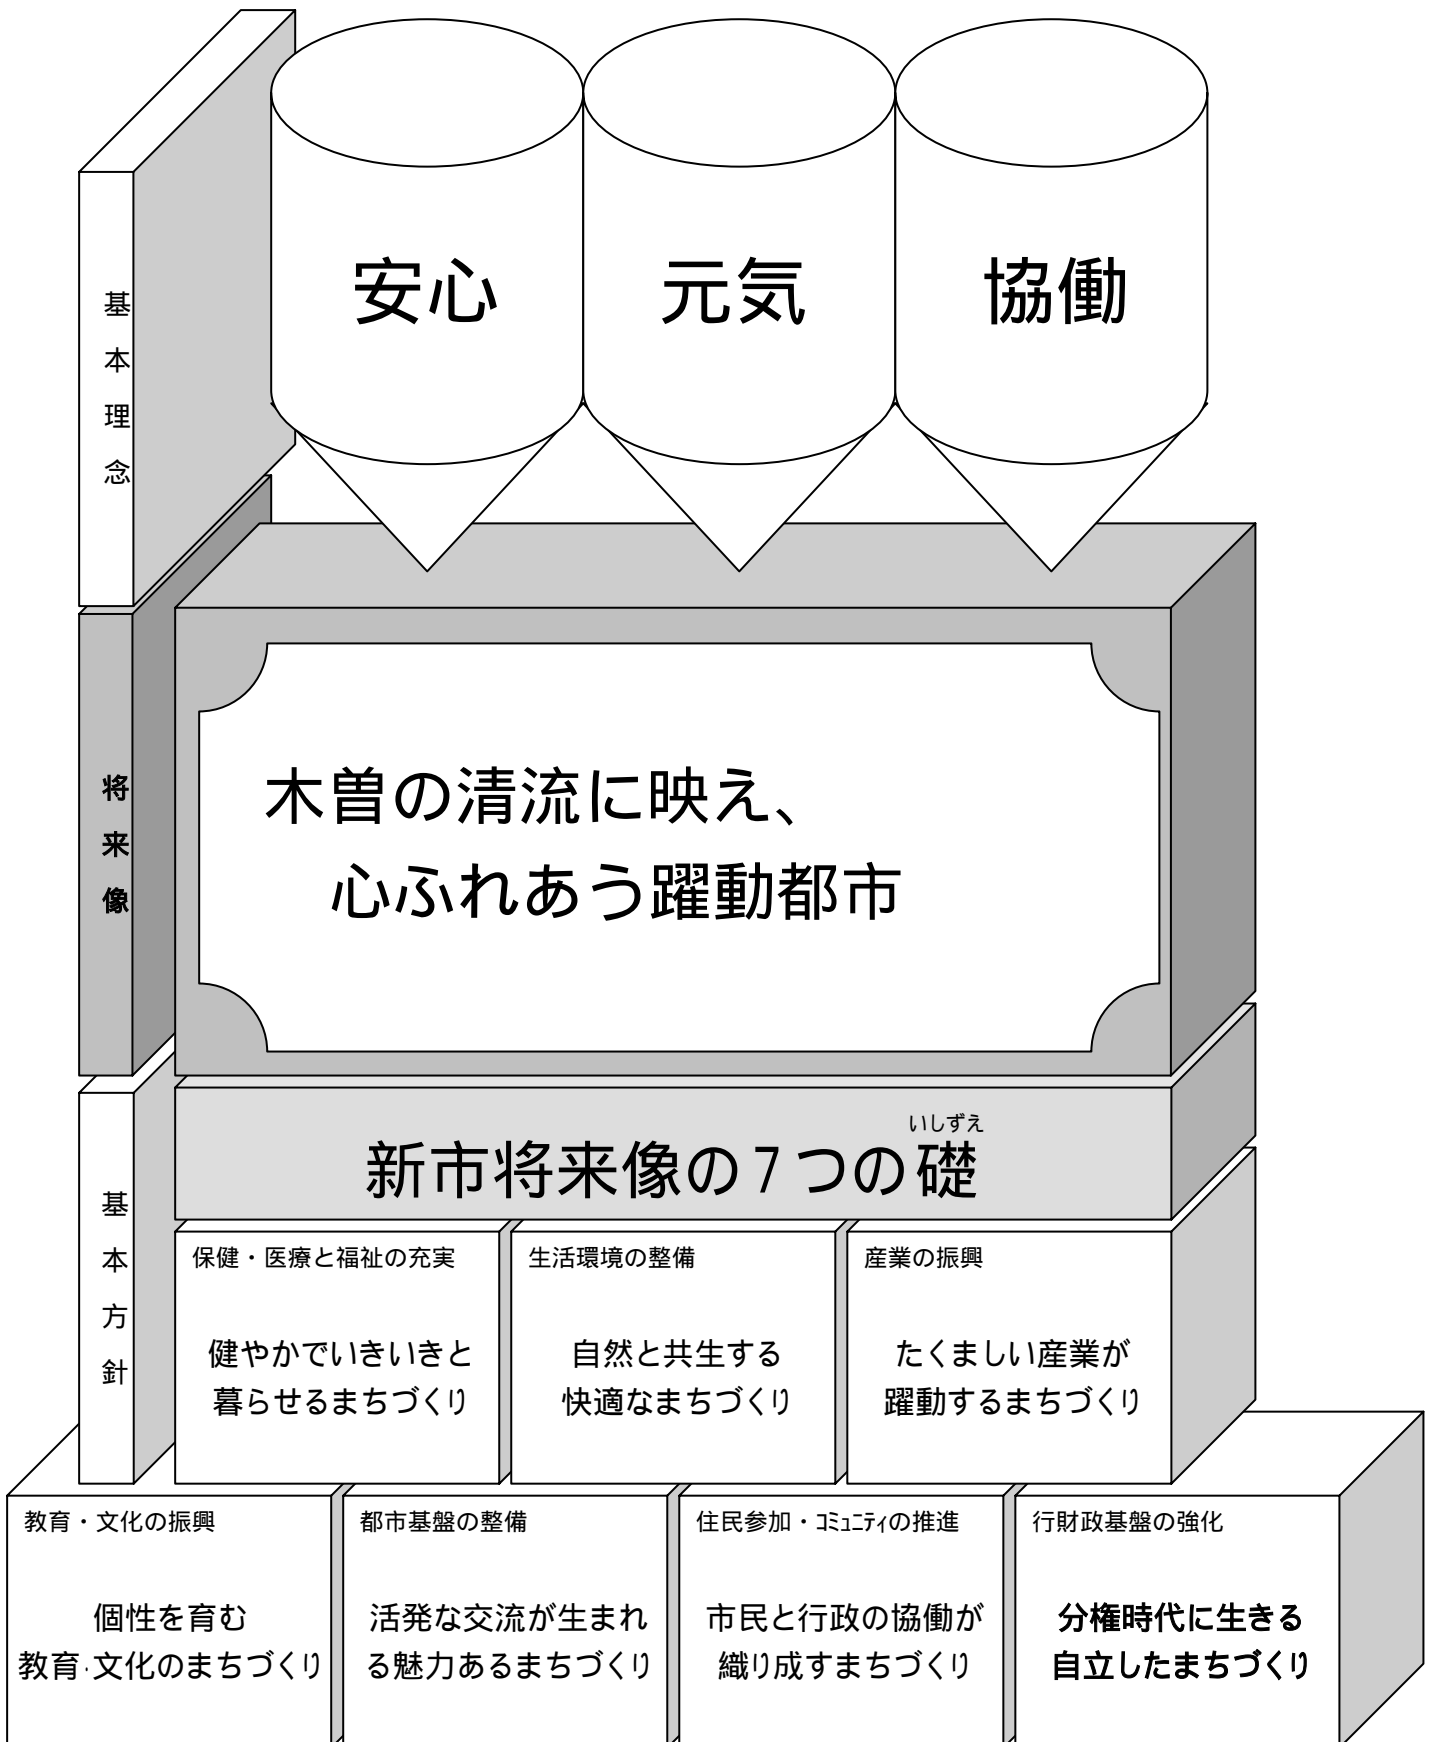 基本理念
安心
元気
協働
将来像
木曽の清流に映え、
心ふれあう躍動都市
基本方針
いしずえ
新市将来像の７つの礎
保健・医療と福祉の充実
健やかでいきいきと
暮らせるまちづくり
生活環境の整備
自然と共生する
快適なまちづくり
産業の振興
たくましい産業が
躍動するまちづくり
教育・文化の振興
個性を育む
教育・文化のまちづくり
都市基盤の整備
活発な交流が生まれ
る魅力あるまちづくり
住民参加・ｺﾐｭﾆﾃｨの推進
市民と行政の協働が
織り成すまちづくり
行財政基盤の強化
分権時代に生きる
自立したまちづくり